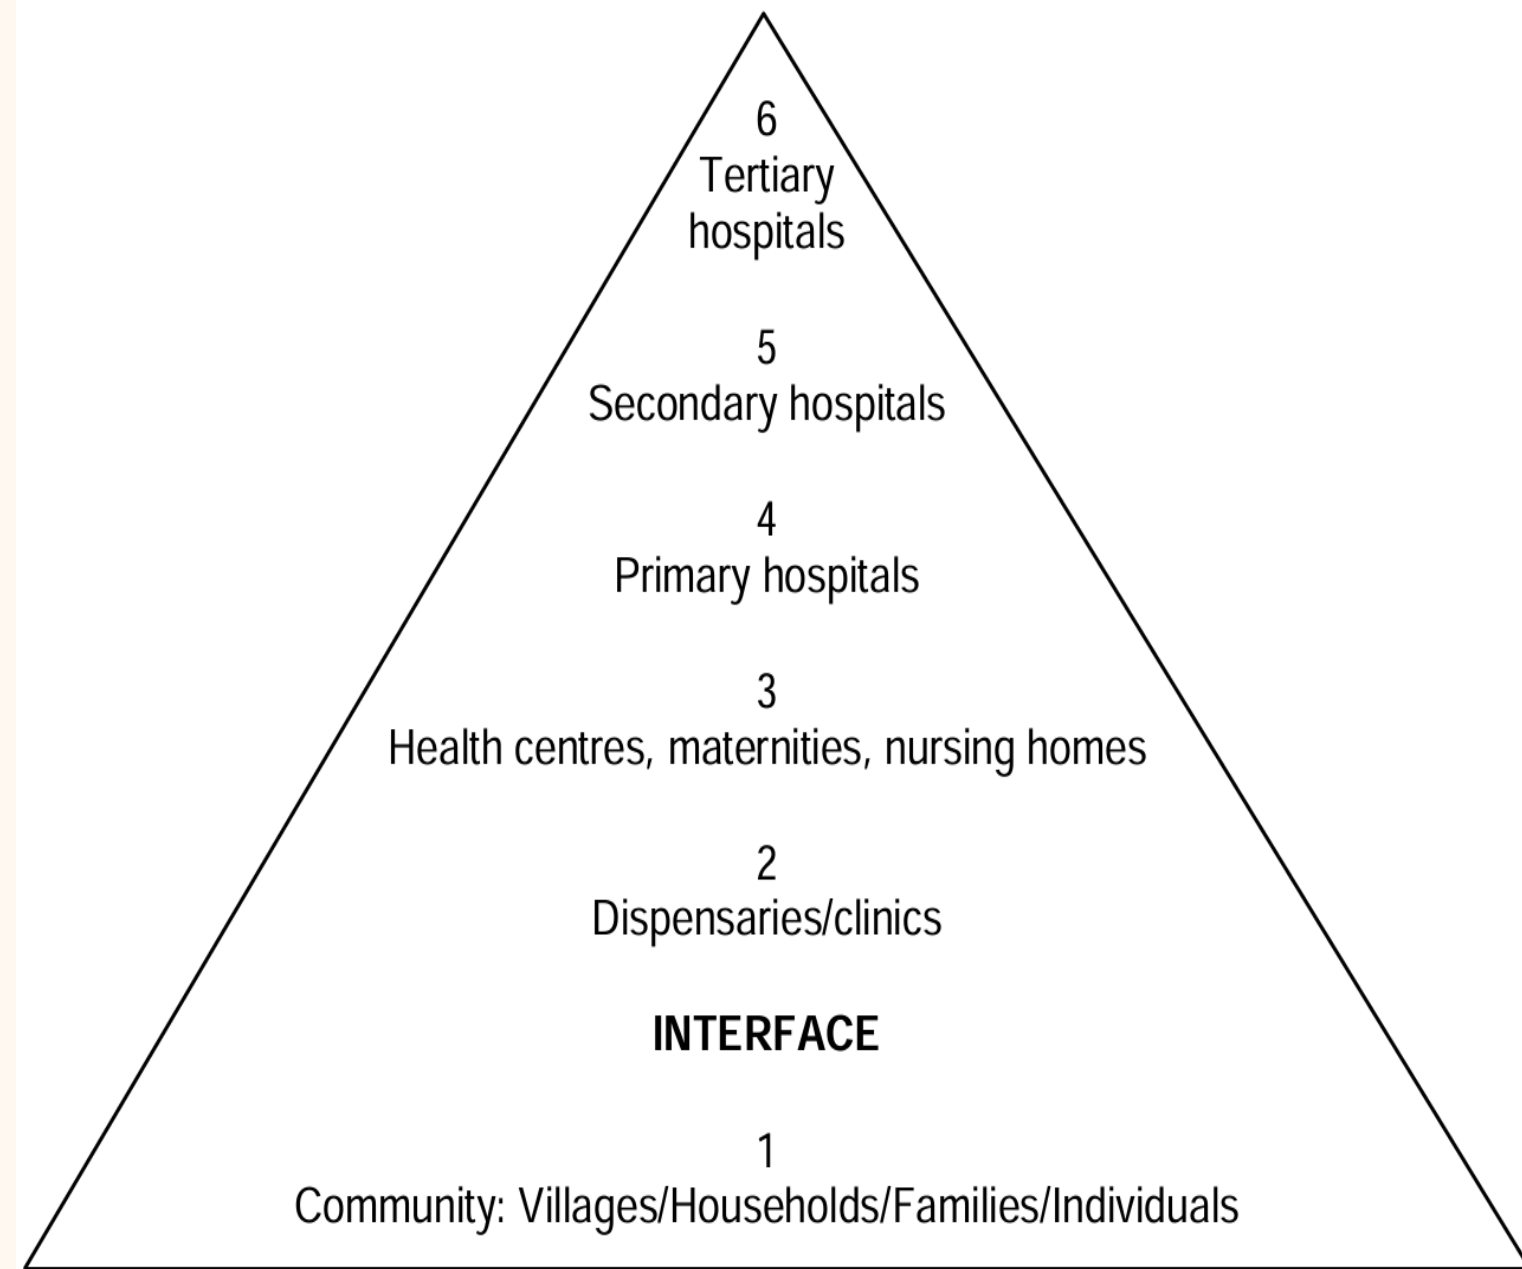 6
Tertiary
hospitals
5
Secondary hospitals
4
Primary hospitals
3
Health centres, maternities, nursing homes
2
Dispensaries/clinics
INTERFACE
1
Community: Villages/Households/Families/Individuals